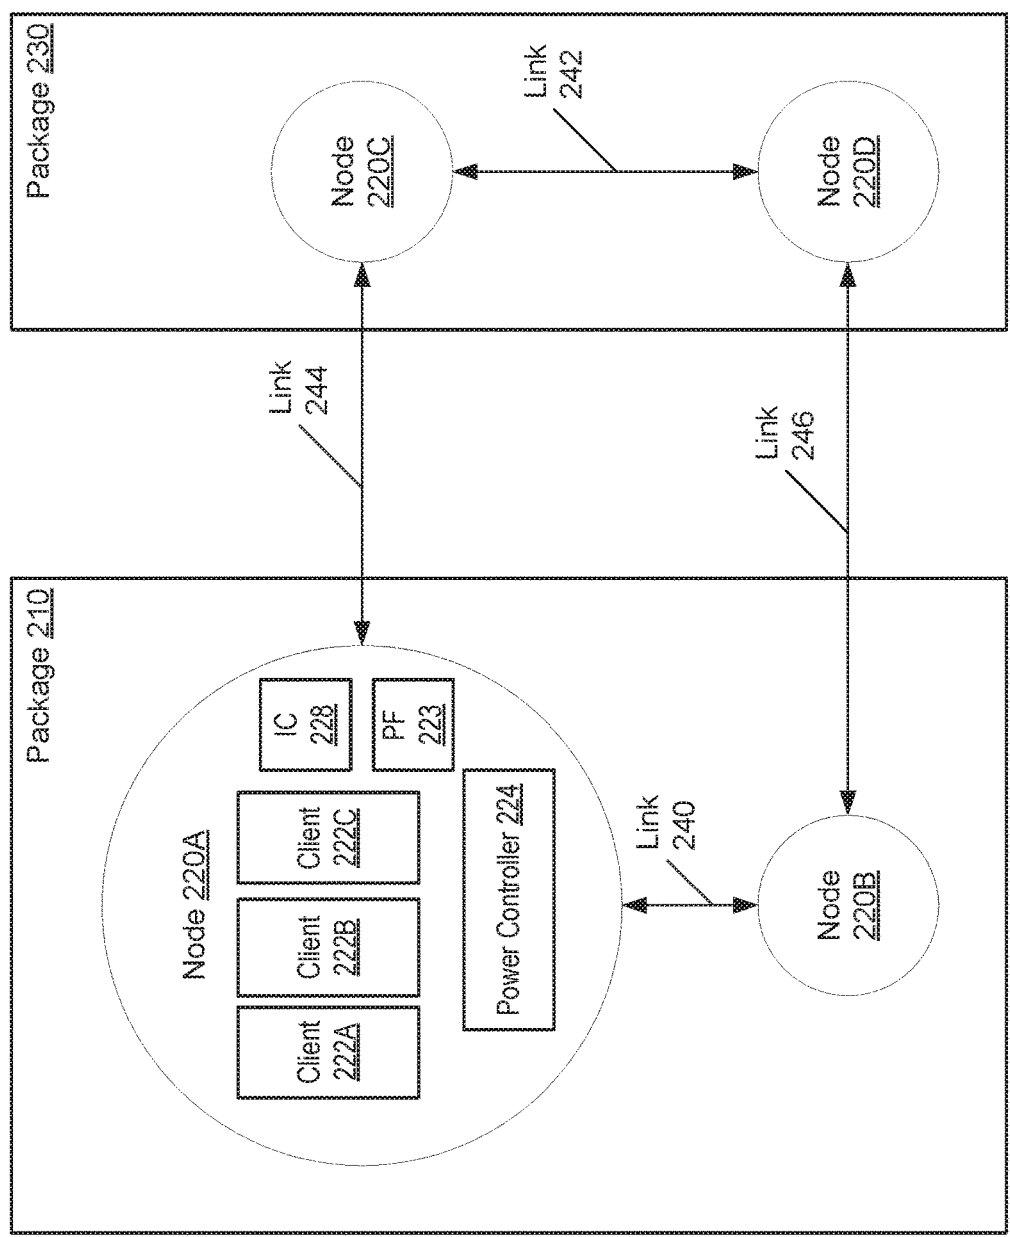 Package 210
Node 220A
Client
222A
Client
222B
Client
222C
IC
228
PF
223
Power Controller 224
Link
240
Node
220B
Link
244
Link
246
Package 230
Node
220C
Link
242
Node
220D